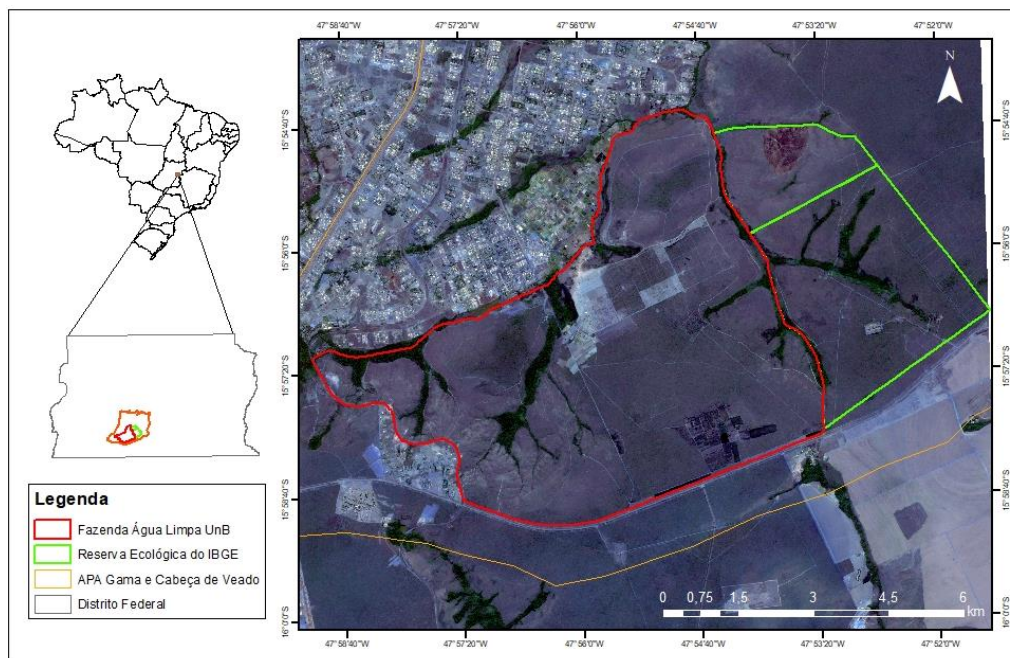 47°58'40"W 47°57'20"W 47°56'0"W 47°54'40"W 47°53'20"W 47°52'0"W
N
15°54'40"S 15°54'40"S
15°56'0"S 15°56'0"S
15°57'20"S 15°57'20"S
15°58'40"S 15°58'40"S
16°0'0"S 16°0'0"S
Legenda
Fazenda Água Limpa UnB
Reserva Ecológica do IBGE
APA Gama e Cabeça de Veado
Distrito Federal
0 0,75 1,5 3 4,5 6
km
47°58'40"W 47°57'20"W 47°56'0"W 47°54'40"W 47°53'20"W 47°52'0"W